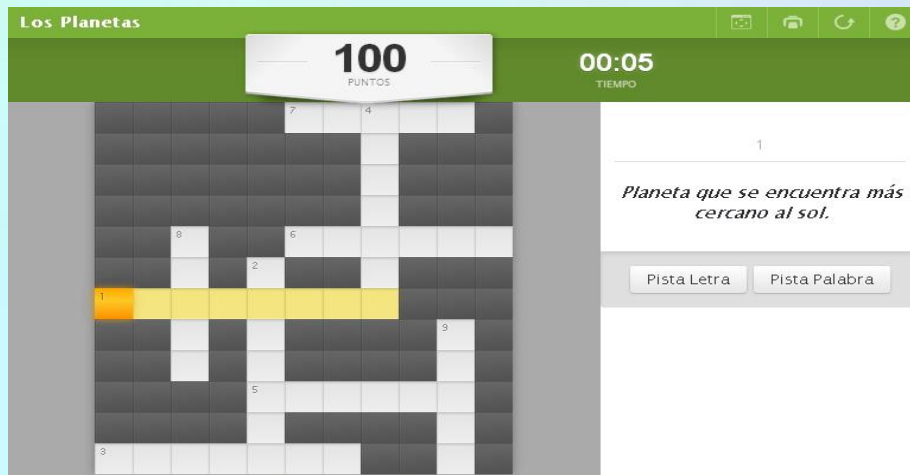 Los Planetas
?
100
PUNTOS
00:05
TIEMPO
7 4
1
Planeta que se encuentra más
cercano al sol.
8 6
2
Pista Letra Pista Palabra
1
9
5
3